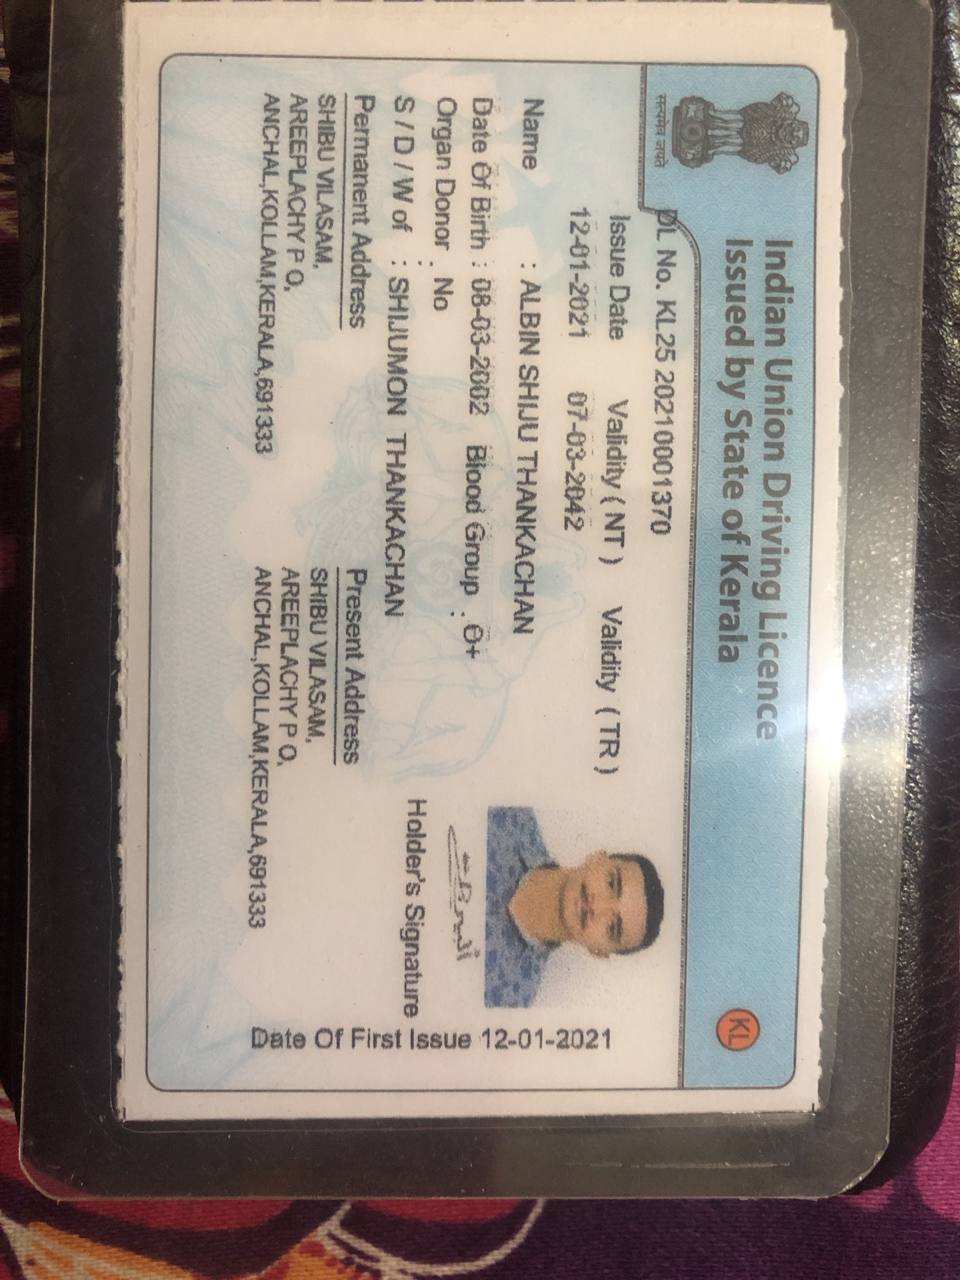 सत्यमेव जयते
Indian Union Driving Licence
Issued by State of Kerala
KL
DL No. KL25 20210001370
Issue Date Validity ( NT ) Validity ( TR )
12-01-2021 07-03-2042
Name : ALBIN SHIJU THANKACHAN
Date Of Birth : 08-03-2002 Blood Group : O+
Organ Donor : No
S / D / W of : SHIJUMON THANKACHAN
Holder's Signature
Permanent Address
SHIBU VILASAM,
AREEPLACHY P O,
ANCHAL,KOLLAM,KERALA,691333
Present Address
SHIBU VILASAM,
AREEPLACHY P O,
ANCHAL,KOLLAM,KERALA,691333
Date Of First Issue 12-01-2021